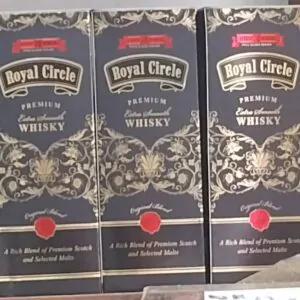 Royal Circle
PREMIUM
Extra Smooth
WHISKY
Original Blend
A Rich Blend of Premium Scotch
and Selected Malts
Royal Circle
PREMIUM
Extra Smooth
WHISKY
Original Blend
A Rich Blend of Premium Scotch
and Selected Malts
Royal Circle
PREMIUM
Extra Smooth
WHISKY
Original Blend
A Rich Blend of Premium Scotch
and Selected Malts